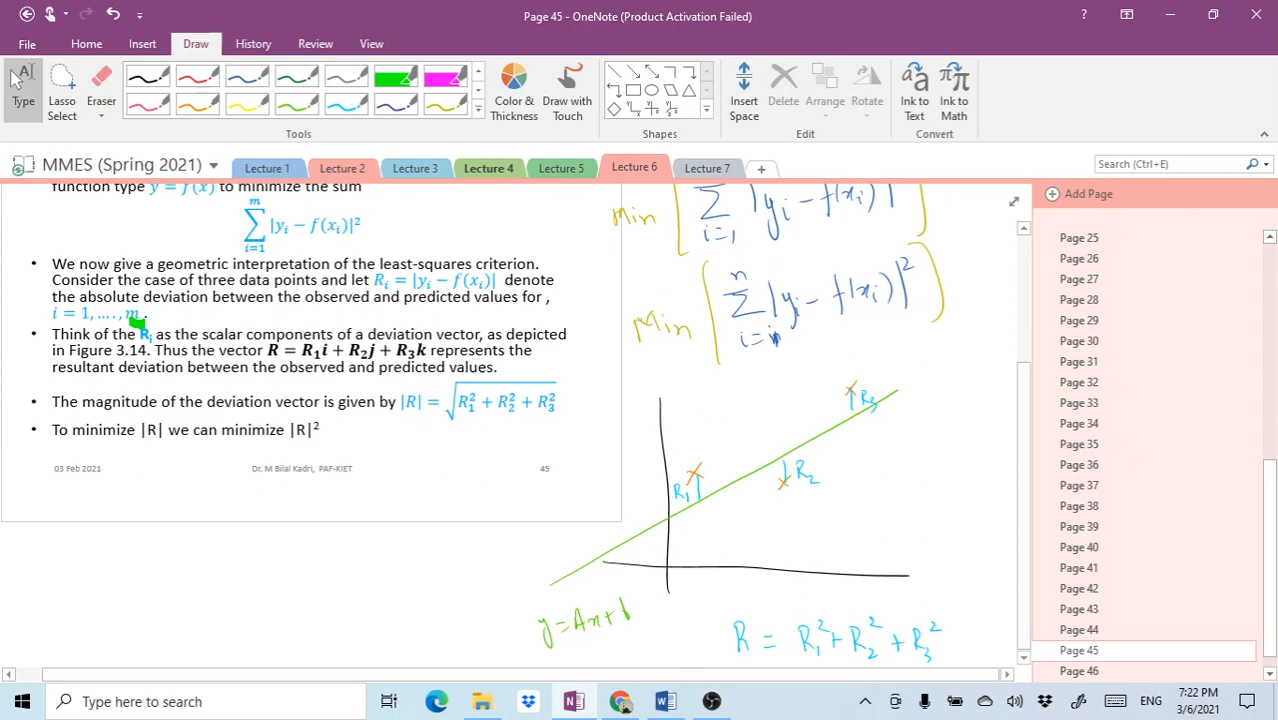 Page 45 - OneNote (Product Activation Failed)
File Home Insert Draw History Review View
Type
Lasso Select
Eraser
Color & Thickness
Draw with Touch
Insert Space
Delete
Arrange
Rotate
Ink to Text
Ink to Math
Tools
Shapes
Edit
Convert
MMES (Spring 2021)
Lecture 1 Lecture 2 Lecture 3 Lecture 4 Lecture 5 Lecture 6 Lecture 7
Search (Ctrl+E)
Add Page
function type y = f(x) to minimize the sum
m
∑ |yᵢ − f(xᵢ)|²
i=1
• We now give a geometric interpretation of the least-squares criterion.
Consider the case of three data points and let Rᵢ = |yᵢ − f(xᵢ)| denote
the absolute deviation between the observed and predicted values for ,
i = 1, …. , m .
• Think of the Rᵢ as the scalar components of a deviation vector, as depicted
in Figure 3.14. Thus the vector R = R₁i + R₂j + R₃k represents the
resultant deviation between the observed and predicted values.
• The magnitude of the deviation vector is given by |R| = √R₁² + R₂² + R₃²
• To minimize |R| we can minimize |R|²
03 Feb 2021
Dr. M Bilal Kadri, PAF-KIET
45
min [ ∑ |yᵢ − f(xᵢ)| ]
i=1
n
Min ( ∑ |yᵢ − f(xᵢ)|² )
R₃
R₂
R₁
R = R₁² + R₂² + R₃²
Page 25
Page 26
Page 27
Page 28
Page 29
Page 30
Page 31
Page 32
Page 33
Page 34
Page 35
Page 36
Page 37
Page 38
Page 39
Page 40
Page 41
Page 42
Page 43
Page 44
Page 45
Page 46
Type here to search
ENG
7:22 PM
3/6/2021